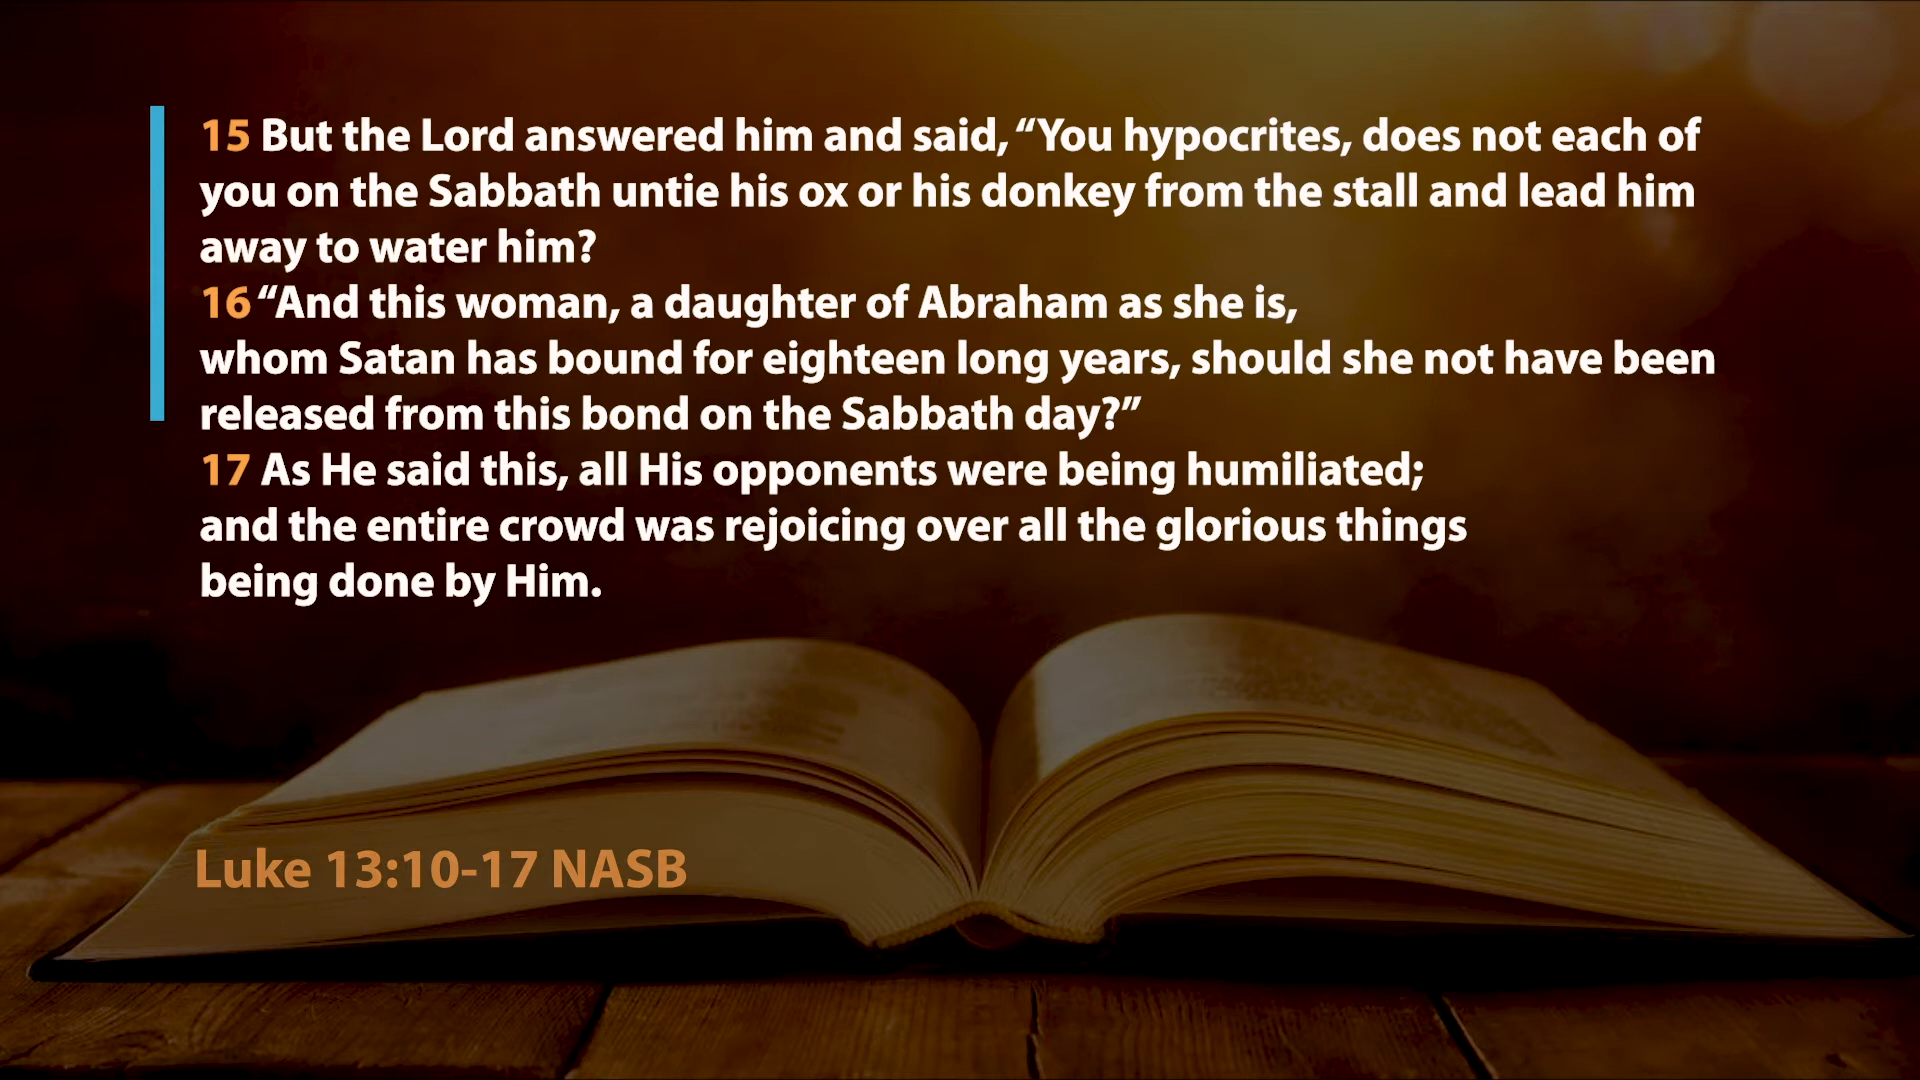 15 But the Lord answered him and said, “You hypocrites, does not each of
you on the Sabbath untie his ox or his donkey from the stall and lead him
away to water him?
16 “And this woman, a daughter of Abraham as she is,
whom Satan has bound for eighteen long years, should she not have been
released from this bond on the Sabbath day?”
17 As He said this, all His opponents were being humiliated;
and the entire crowd was rejoicing over all the glorious things
being done by Him.
Luke 13:10-17 NASB